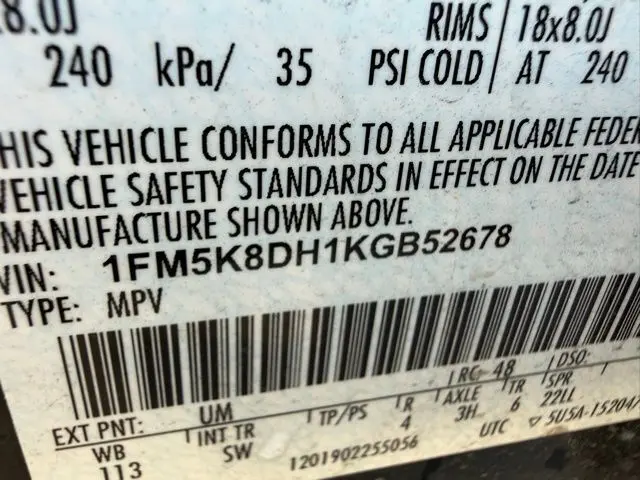 8.0J RIMS 18x8.0J
240 kPa/ 35 PSI COLD AT 240
HIS VEHICLE CONFORMS TO ALL APPLICABLE FEDER
VEHICLE SAFETY STANDARDS IN EFFECT ON THE DATE
MANUFACTURE SHOWN ABOVE.
VIN: 1FM5K8DH1KGB52678
TYPE: MPV
RC: 48 DSO:
EXT PNT: UM
WB INT TR TP/PS R AXLE TR SPR
113 SW 4 3H 6 22LL
1201902255056 UTC 5U5A-15204